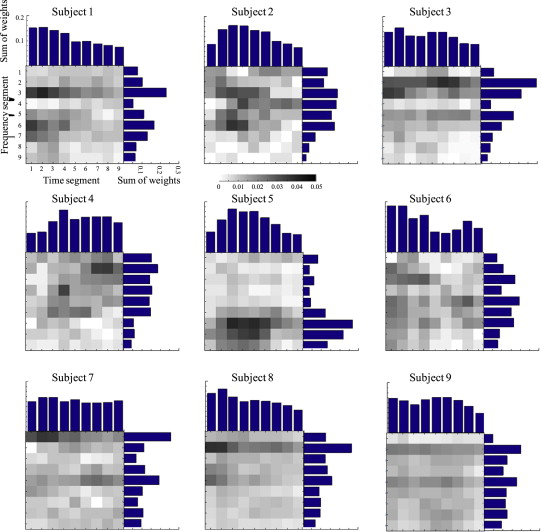 Subject 1
Subject 2
Subject 3
Sum of weights
0.2
0.1
Frequency segment
1
2
3
4
5
6
7
8
9
1 2 3 4 5 6 7 8 9
0.1
0.2
0.3
Time segment
Sum of weights
0 0.01 0.02 0.03 0.04 0.05
Subject 4
Subject 5
Subject 6
Subject 7
Subject 8
Subject 9